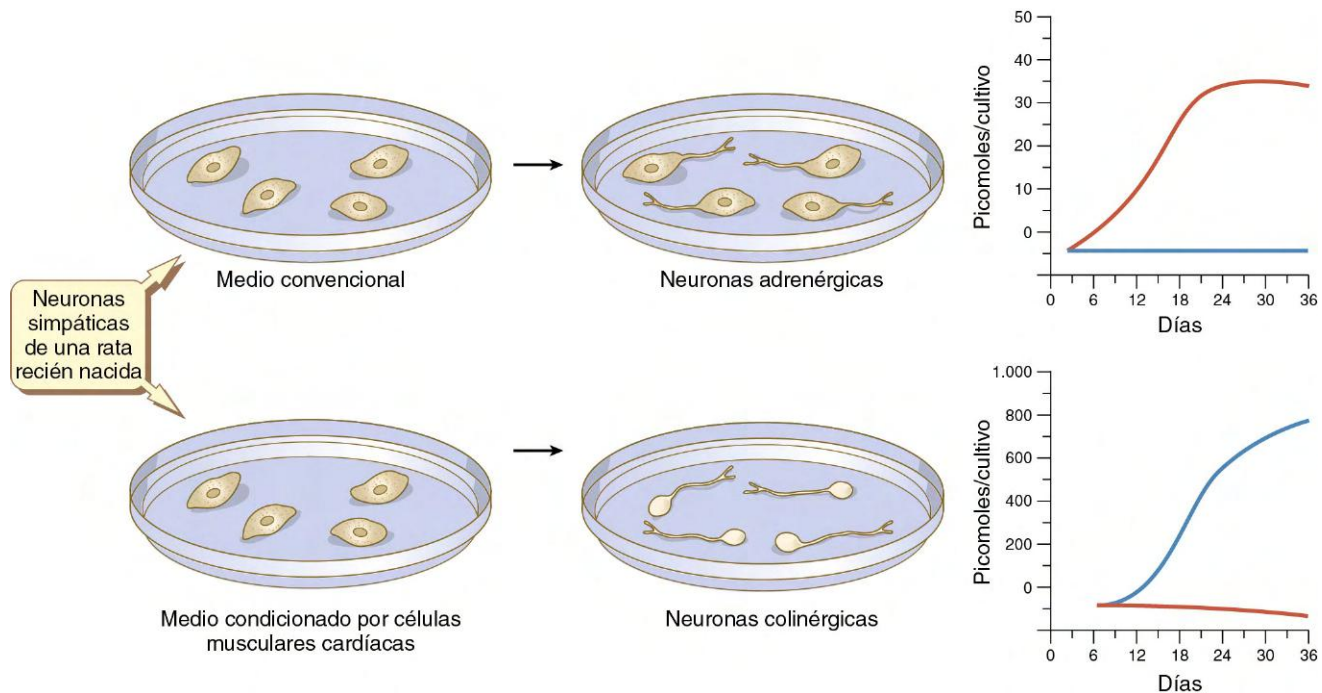 Neuronas
simpáticas
de una rata
recién nacida
Medio convencional
Neuronas adrenérgicas
Picomoles/cultivo
50
40
30
20
10
0
0 6 12 18 24 30 36
Días
Medio condicionado por células
musculares cardíacas
Neuronas colinérgicas
Picomoles/cultivo
1.000
800
600
400
200
0
0 6 12 18 24 30 36
Días